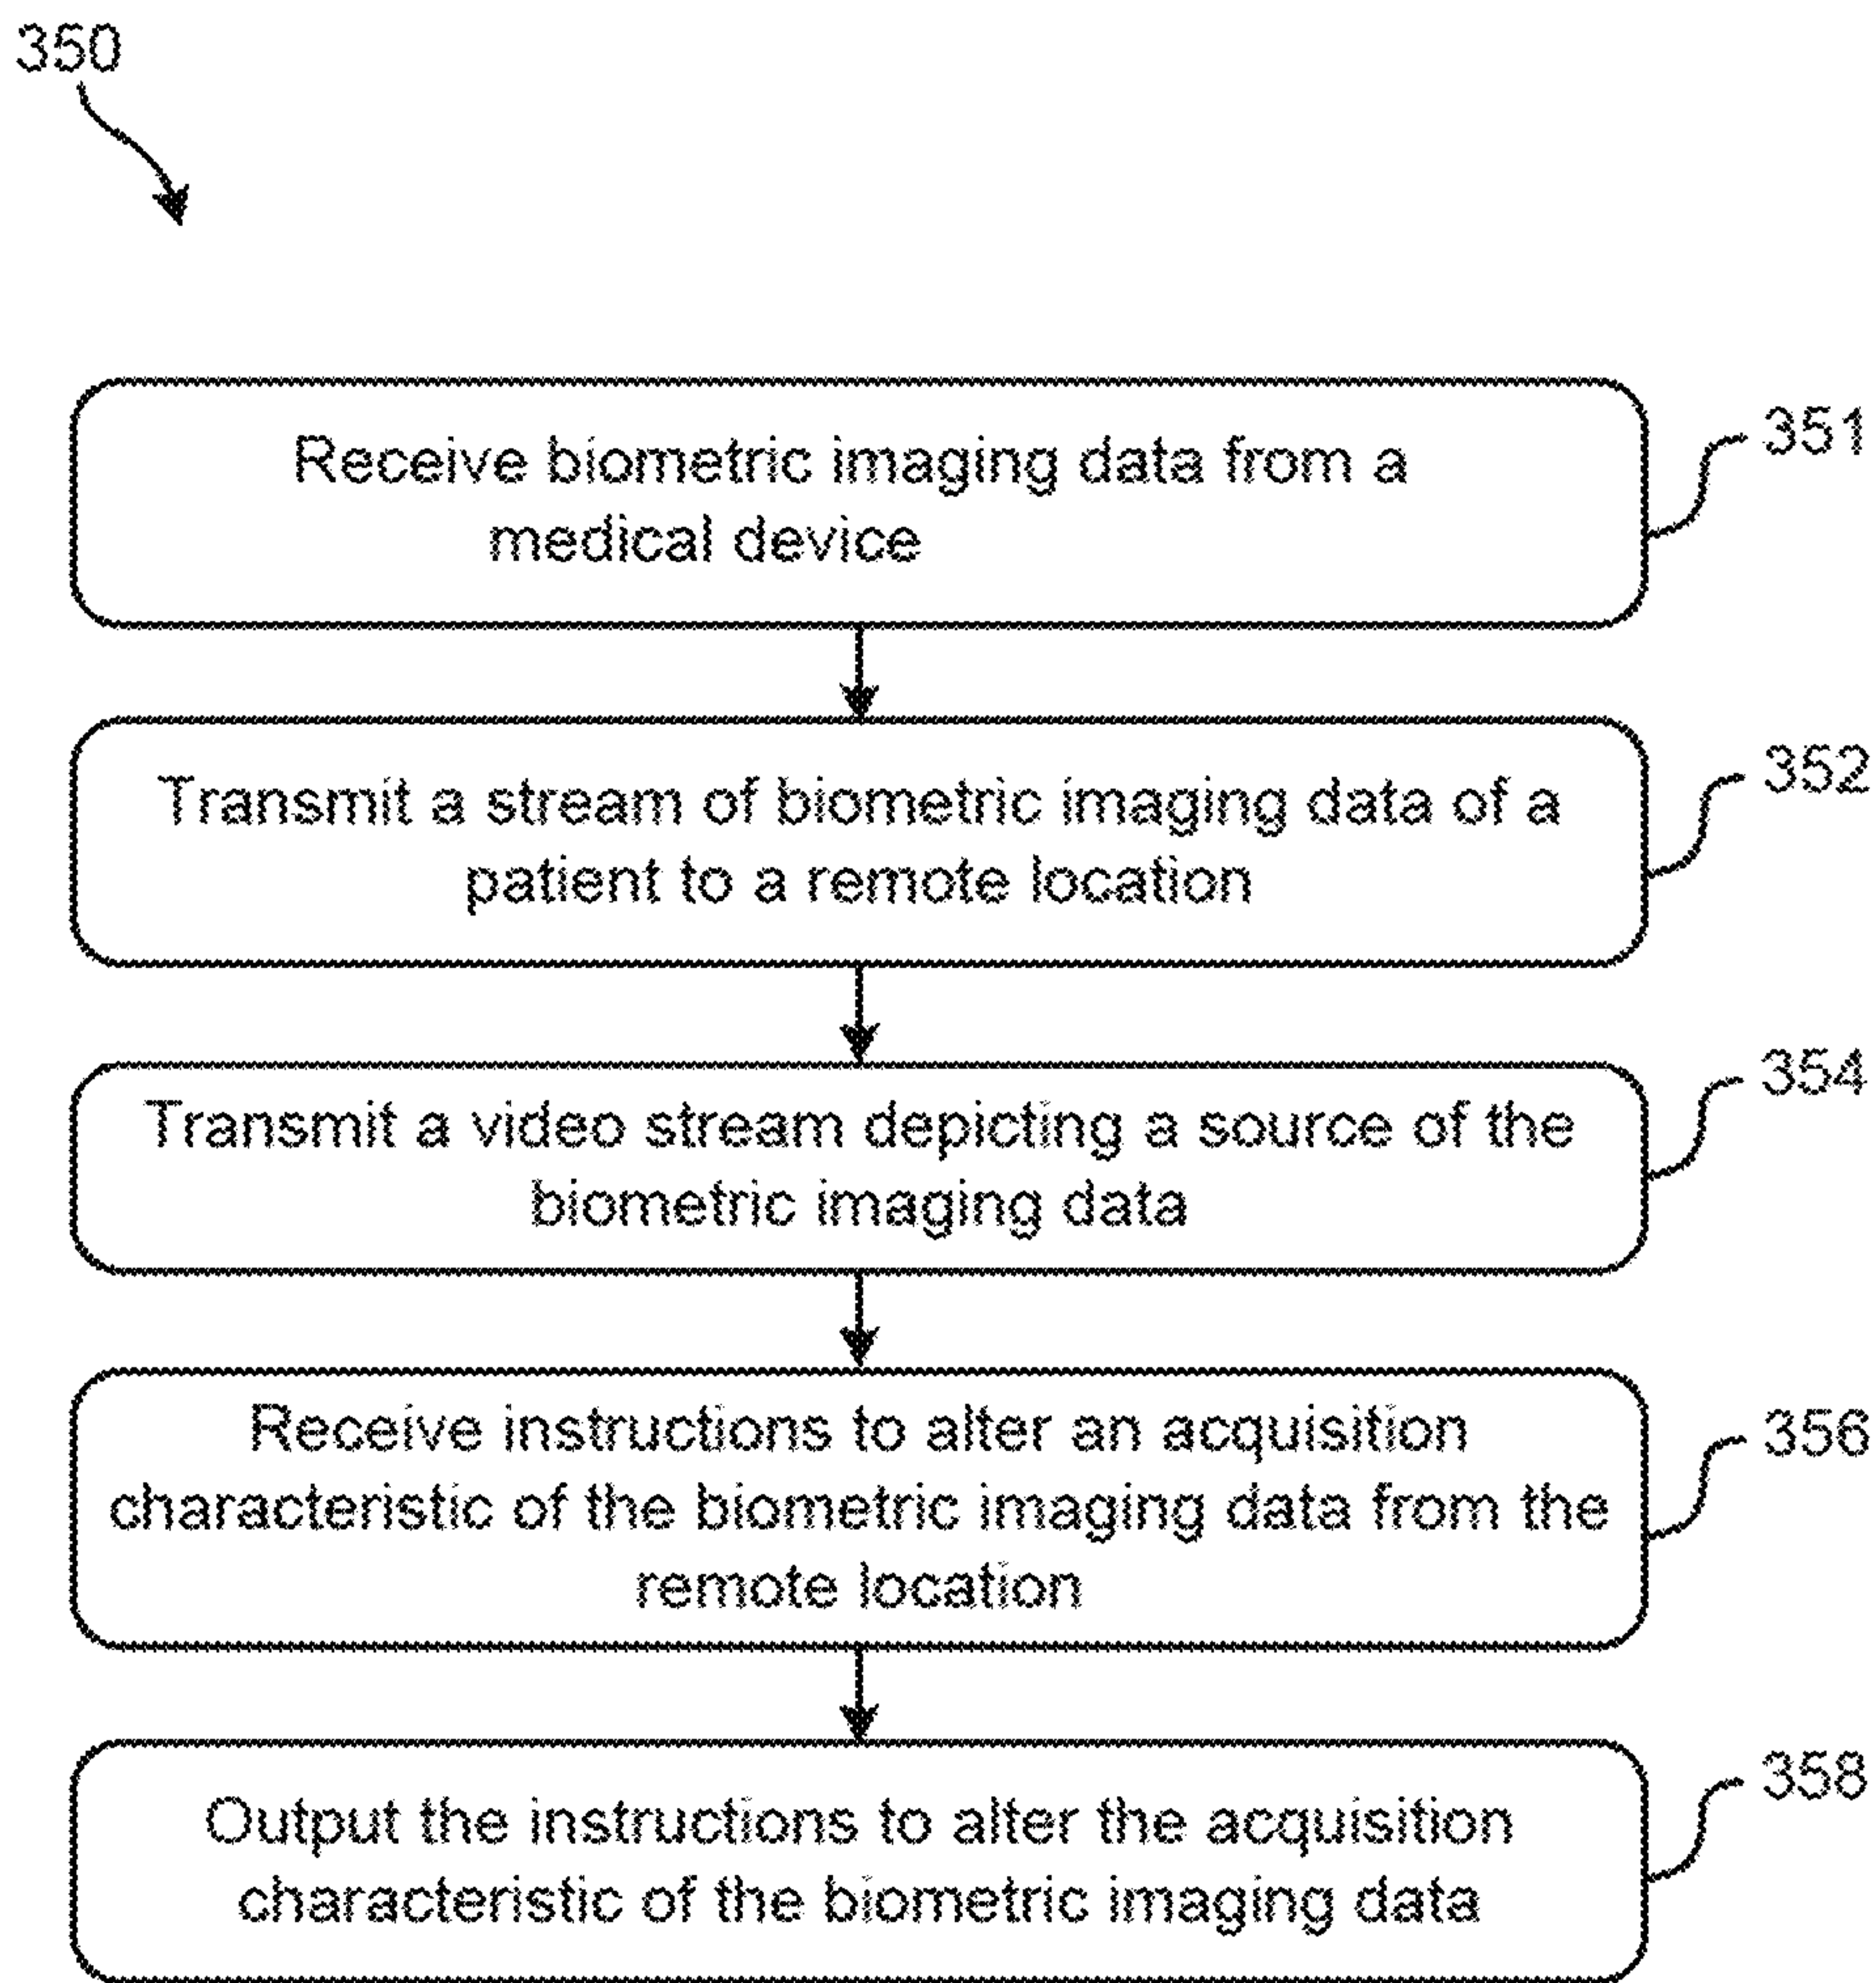 350
Receive biometric imaging data from a
medical device
351
Transmit a stream of biometric imaging data of a
patient to a remote location
352
Transmit a video stream depicting a source of the
biometric imaging data
354
Receive instructions to alter an acquisition
characteristic of the biometric imaging data from the
remote location
356
Output the instructions to alter the acquisition
characteristic of the biometric imaging data
358